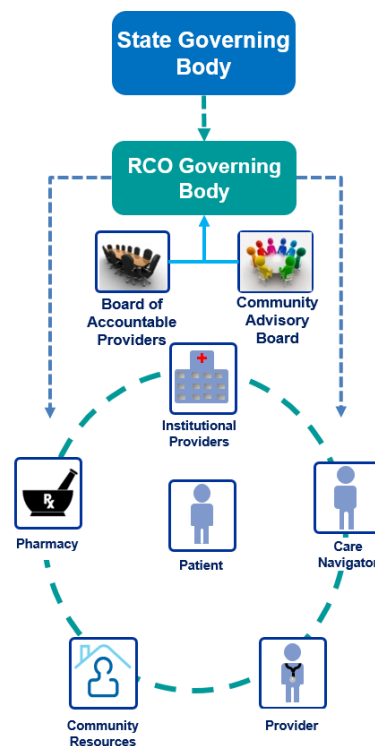 State Governing
Body
RCO Governing
Body
Board of
Accountable
Providers
Community
Advisory
Board
Institutional
Providers
Rx
Pharmacy
Patient
Care
Navigator
Community
Resources
Provider